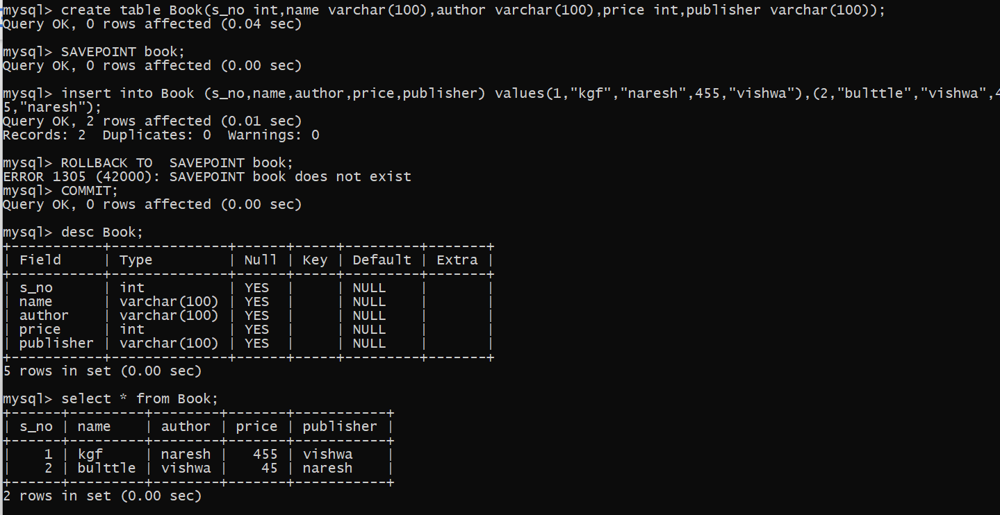 mysql> create table Book(s_no int,name varchar(100),author varchar(100),price int,publisher varchar(100));
Query OK, 0 rows affected (0.04 sec)

mysql> SAVEPOINT book;
Query OK, 0 rows affected (0.00 sec)

mysql> insert into Book (s_no,name,author,price,publisher) values(1,"kgf","naresh",455,"vishwa"),(2,"bulttle","vishwa",4
5,"naresh");
Query OK, 2 rows affected (0.01 sec)
Records: 2  Duplicates: 0  Warnings: 0

mysql> ROLLBACK TO  SAVEPOINT book;
ERROR 1305 (42000): SAVEPOINT book does not exist
mysql> COMMIT;
Query OK, 0 rows affected (0.00 sec)

mysql> desc Book;
+-----------+--------------+------+-----+---------+-------+
| Field     | Type         | Null | Key | Default | Extra |
+-----------+--------------+------+-----+---------+-------+
| s_no      | int          | YES  |     | NULL    |       |
| name      | varchar(100) | YES  |     | NULL    |       |
| author    | varchar(100) | YES  |     | NULL    |       |
| price     | int          | YES  |     | NULL    |       |
| publisher | varchar(100) | YES  |     | NULL    |       |
+-----------+--------------+------+-----+---------+-------+
5 rows in set (0.00 sec)

mysql> select * from Book;
+------+---------+--------+-------+-----------+
| s_no | name    | author | price | publisher |
+------+---------+--------+-------+-----------+
|    1 | kgf     | naresh |   455 | vishwa    |
|    2 | bulttle | vishwa |    45 | naresh    |
+------+---------+--------+-------+-----------+
2 rows in set (0.00 sec)